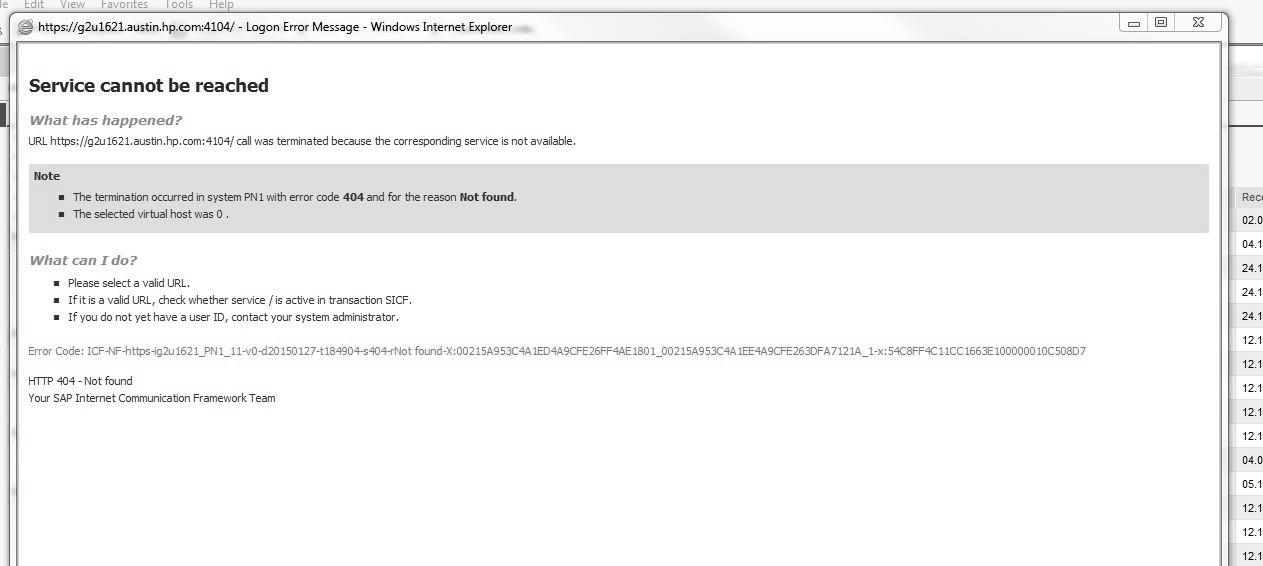 Edit View Favorites Tools Help
https://g2u1621.austin.hp.com:4104/ - Logon Error Message - Windows Internet Explorer
Service cannot be reached
What has happened?
URL https://g2u1621.austin.hp.com:4104/ call was terminated because the corresponding service is not available.
Note
The termination occurred in system PN1 with error code 404 and for the reason Not found.
The selected virtual host was 0 .
What can I do?
Please select a valid URL.
If it is a valid URL, check whether service / is active in transaction SICF.
If you do not yet have a user ID, contact your system administrator.
Error Code: ICF-NF-https-ig2u1621_PN1_11-v0-d20150127-t184904-s404-rNot found-X:00215A953C4A1ED4A9CFE26FF4AE1801_00215A953C4A1EE4A9CFE263DFA7121A_1-x:54C8FF4C11CC1663E100000010C508D7
HTTP 404 - Not found
Your SAP Internet Communication Framework Team
Rece
02.0
04.1
24.1
24.1
24.1
12.1
12.1
12.1
12.1
12.1
04.0
05.1
12.1
12.1
12.1